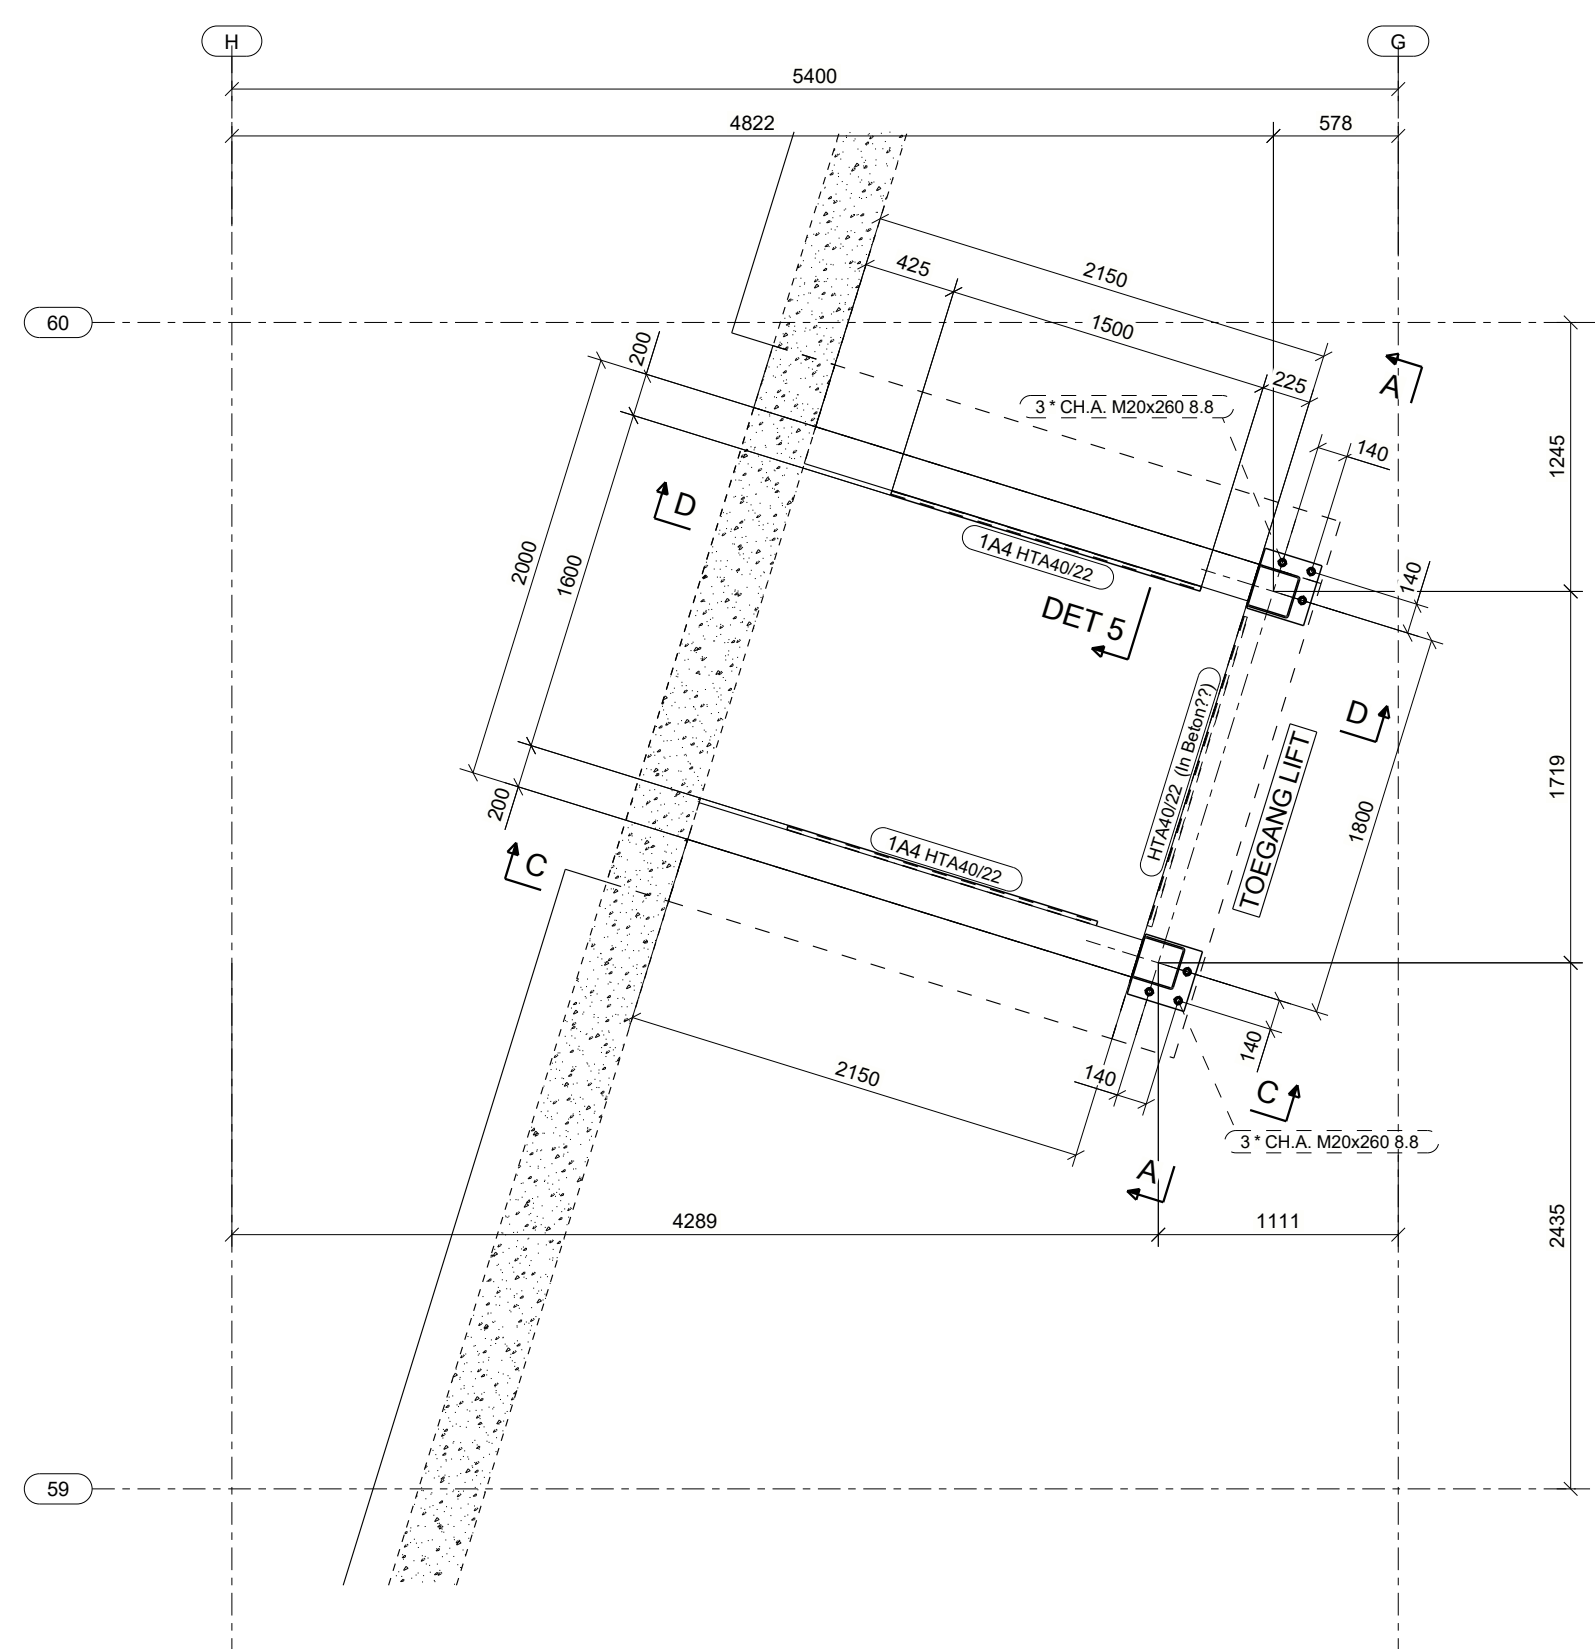 H
G
5400
4822
578
425
2150
1500
60
200
225
A
3 * CH.A. M20x260 8.8
140
1245
D
2000
1600
1A4 HTA40/22
140
DET 5
HTA40/22 (In Beton??)
D
TOEGANG LIFT
1719
1800
200
C
1A4 HTA40/22
140
2150
140
C
3 * CH.A. M20x260 8.8
A
4289
1111
2435
59